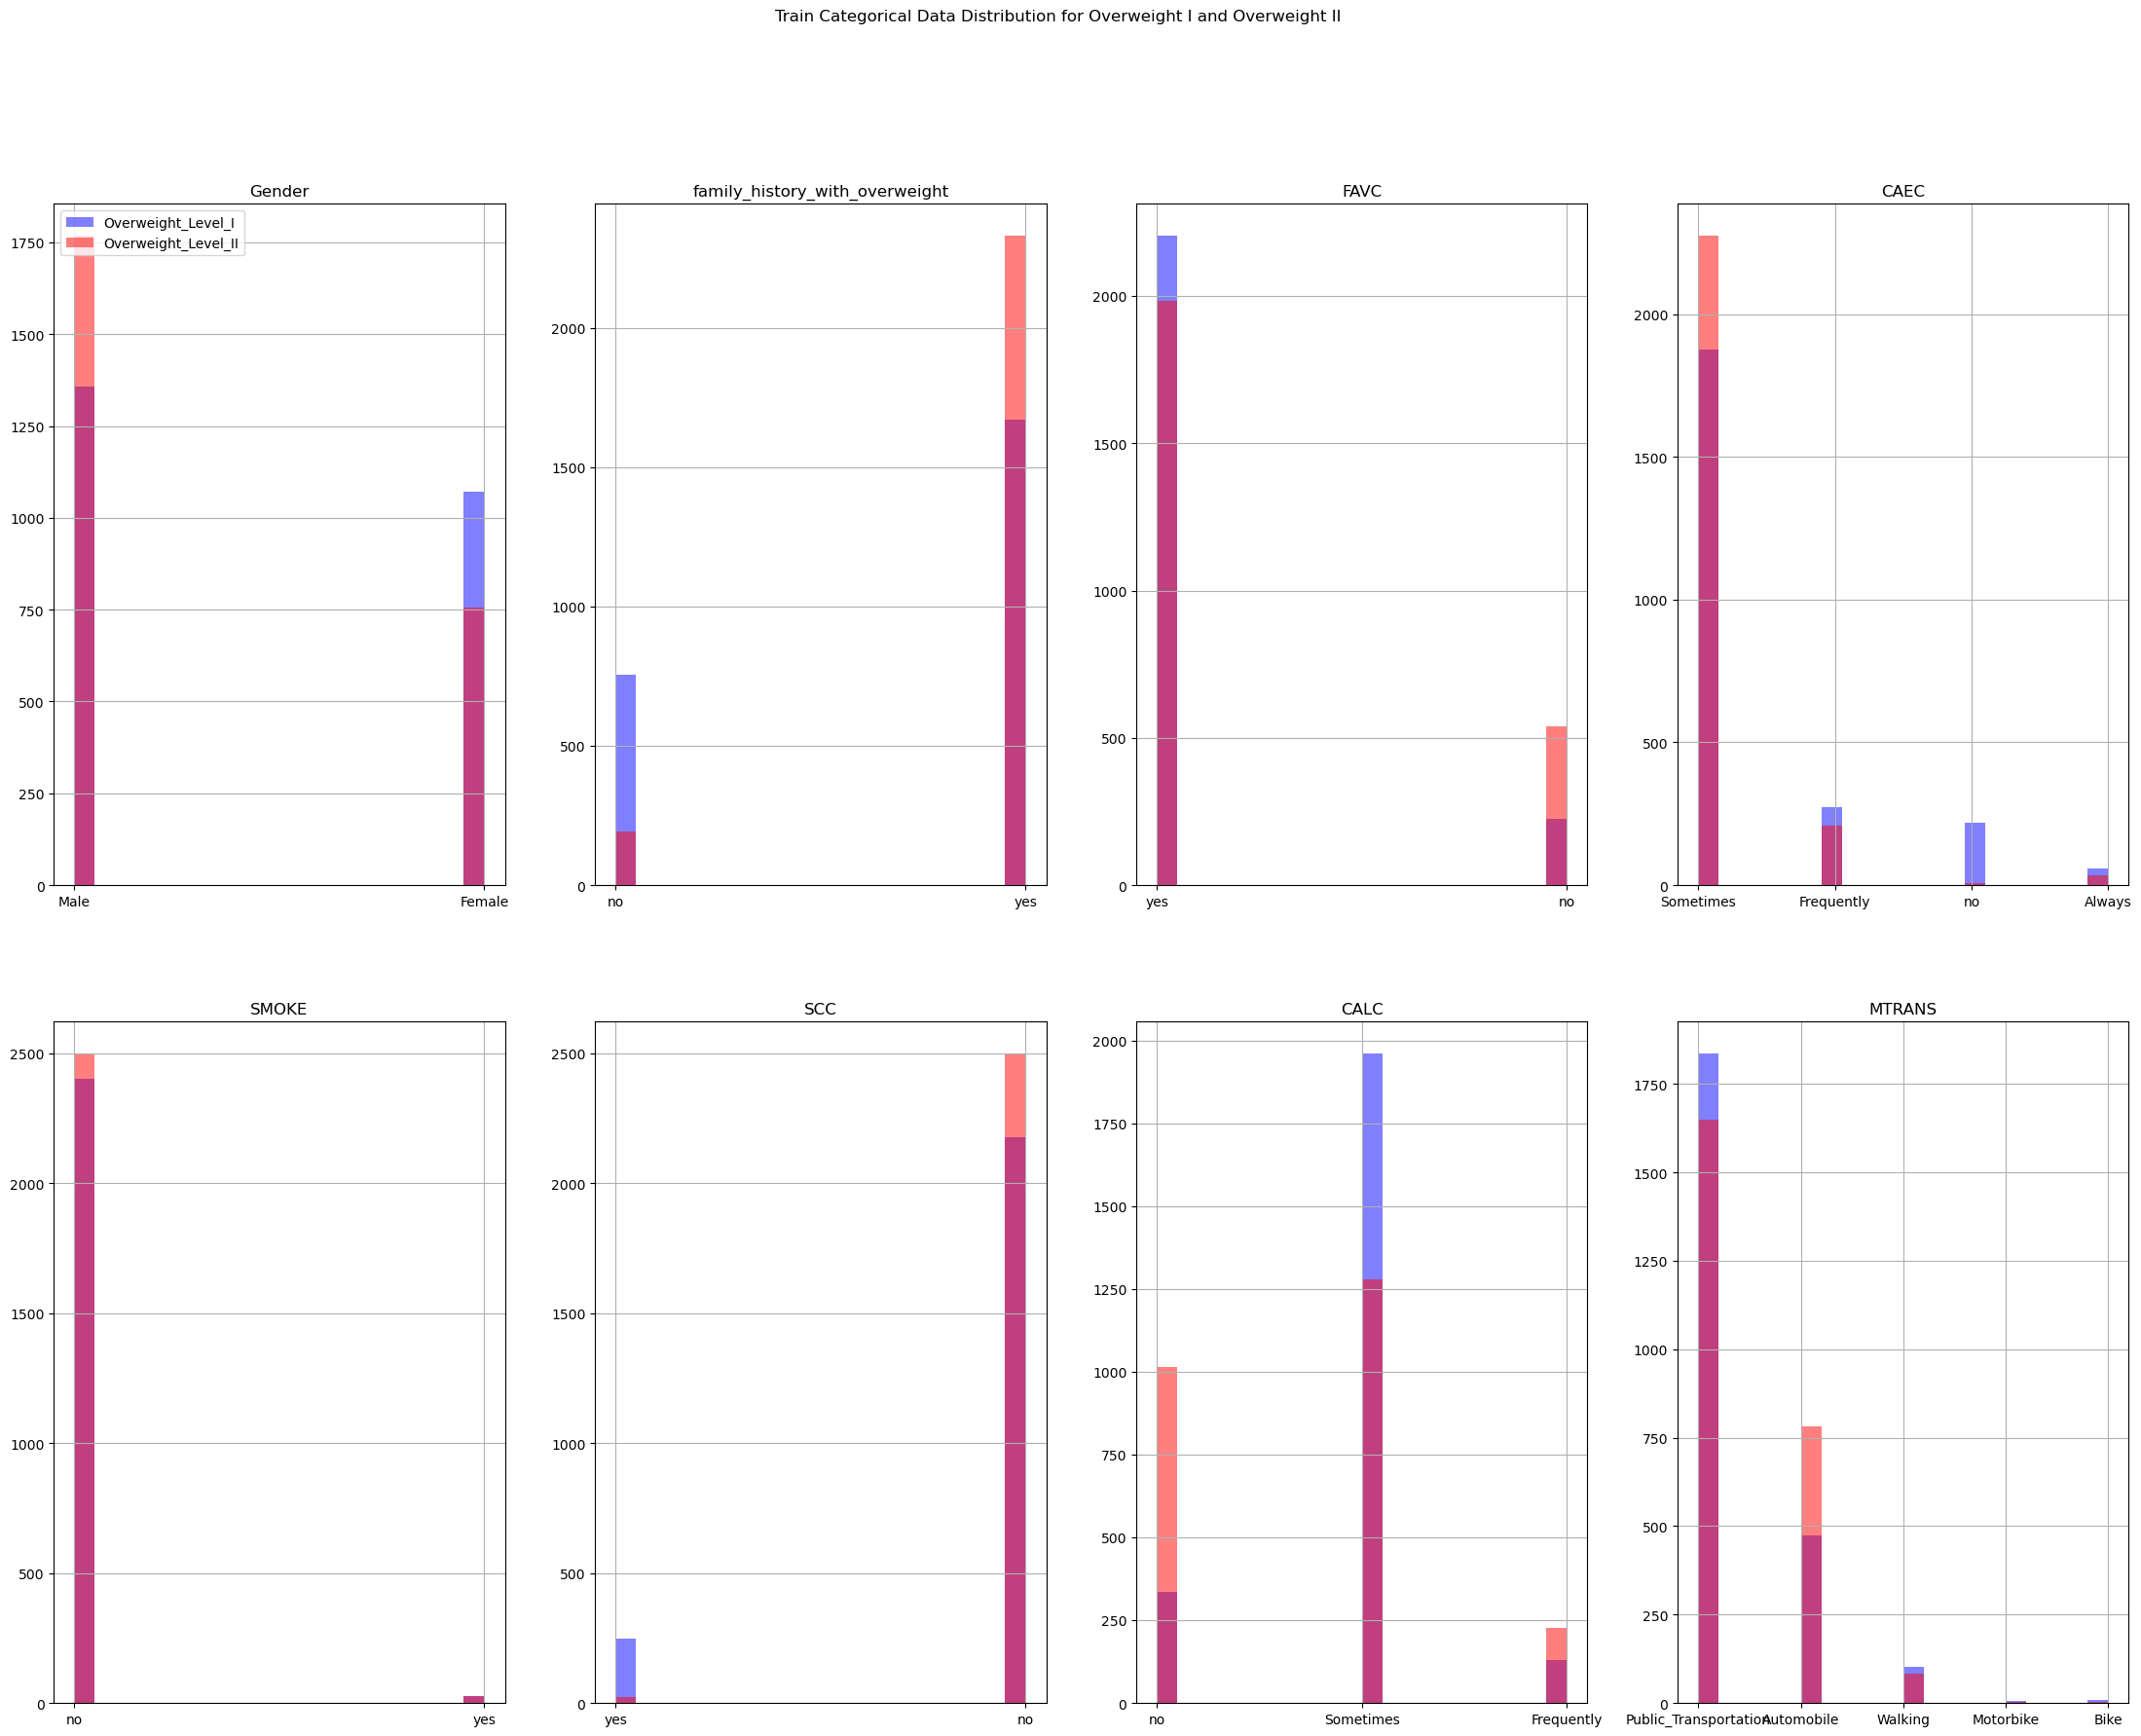 Train Categorical Data Distribution for Overweight I and Overweight II
Gender
Overweight_Level_I
Overweight_Level_II
1750
1500
1250
1000
750
500
250
0
Male Female
family_history_with_overweight
2000
1500
1000
500
0
no yes
FAVC
2000
1500
1000
500
0
yes no
CAEC
2000
1500
1000
500
0
Sometimes Frequently no Always
SMOKE
2500
2000
1500
1000
500
0
no yes
SCC
2500
2000
1500
1000
500
0
yes no
CALC
2000
1750
1500
1250
1000
750
500
250
0
no Sometimes Frequently
MTRANS
1750
1500
1250
1000
750
500
250
0
Public_Transportation Automobile Walking Motorbike Bike